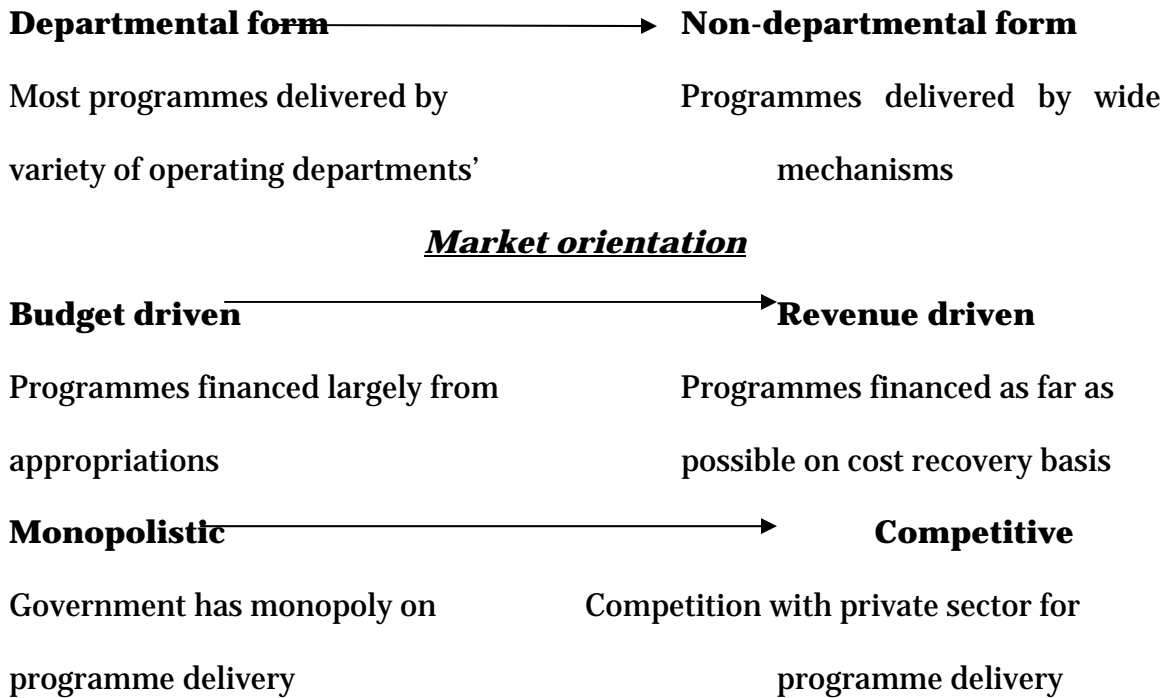 Departmental form Non-departmental form
Most programmes delivered by Programmes delivered by wide
variety of operating departments’ mechanisms
Market orientation
Budget driven Revenue driven
Programmes financed largely from Programmes financed as far as
appropriations possible on cost recovery basis
Monopolistic Competitive
Government has monopoly on Competition with private sector for
programme delivery programme delivery